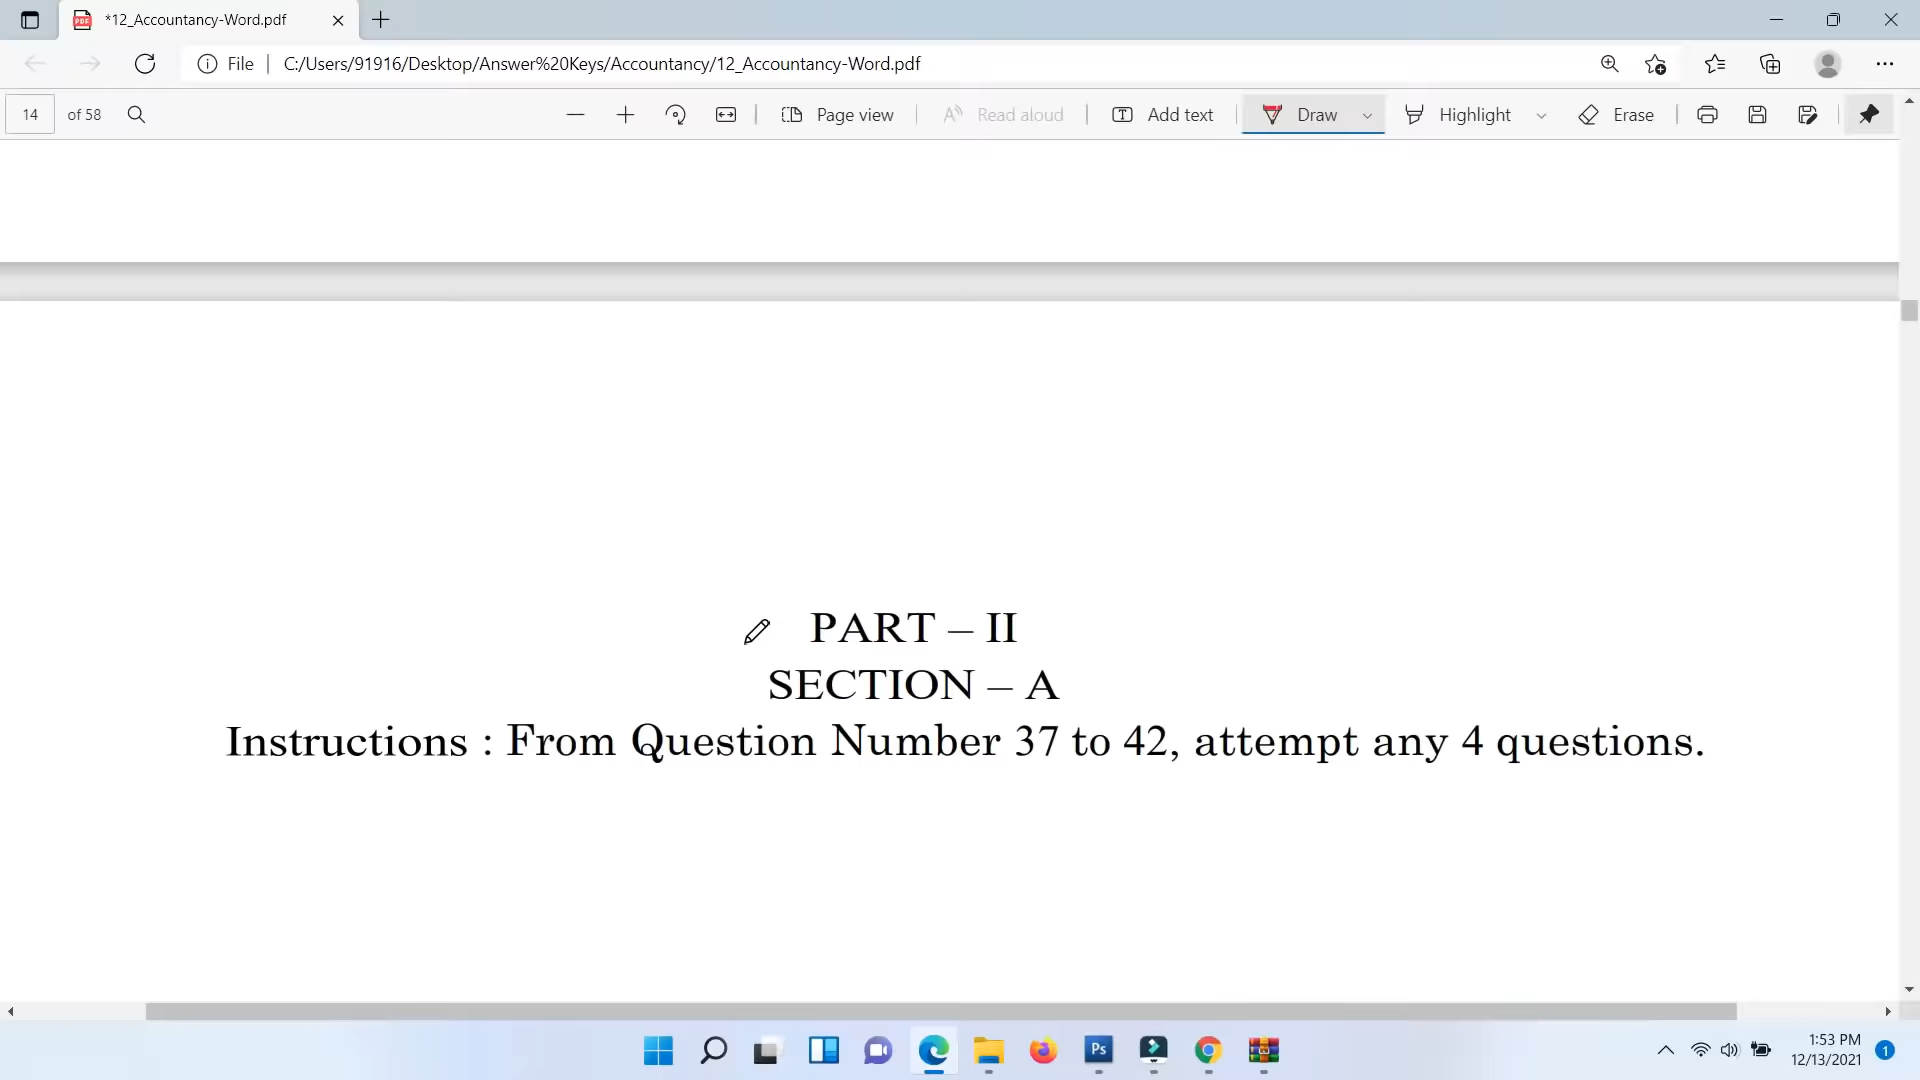 *12_Accountancy-Word.pdf
File C:/Users/91916/Desktop/Answer%20Keys/Accountancy/12_Accountancy-Word.pdf
14 of 58 Page view Read aloud Add text Draw Highlight Erase
PART – II
SECTION – A
Instructions : From Question Number 37 to 42, attempt any 4 questions.
Ps
1:53 PM
12/13/2021 1